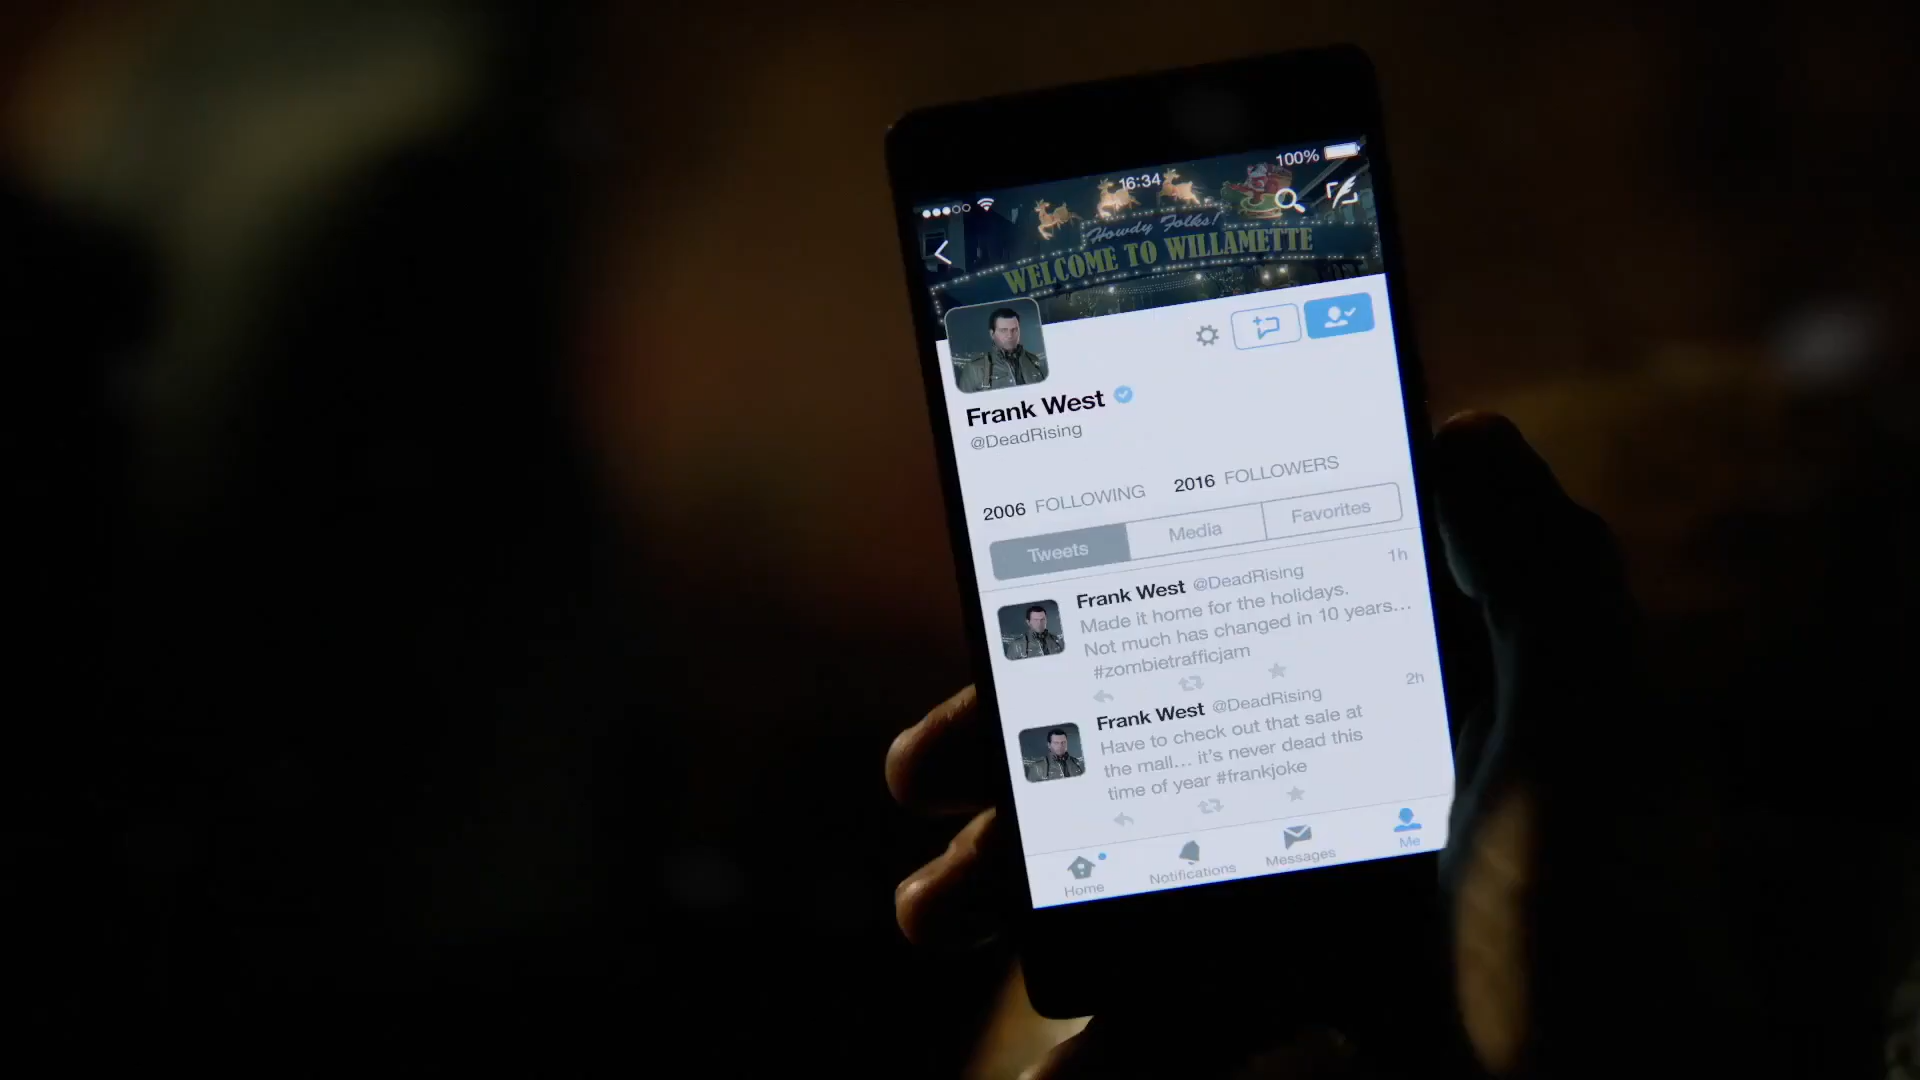 100%
16:34
Howdy Folks!
WELCOME TO WILLAMETTE
Frank West
@DeadRising
2006 FOLLOWING 2016 FOLLOWERS
Tweets Media Favorites
Frank West @DeadRising 1h
Made it home for the holidays.
Not much has changed in 10 years...
#zombietrafficjam
Frank West @DeadRising 2h
Have to check out that sale at
the mall... it's never dead this
time of year #frankjoke
Home Notifications Messages Me